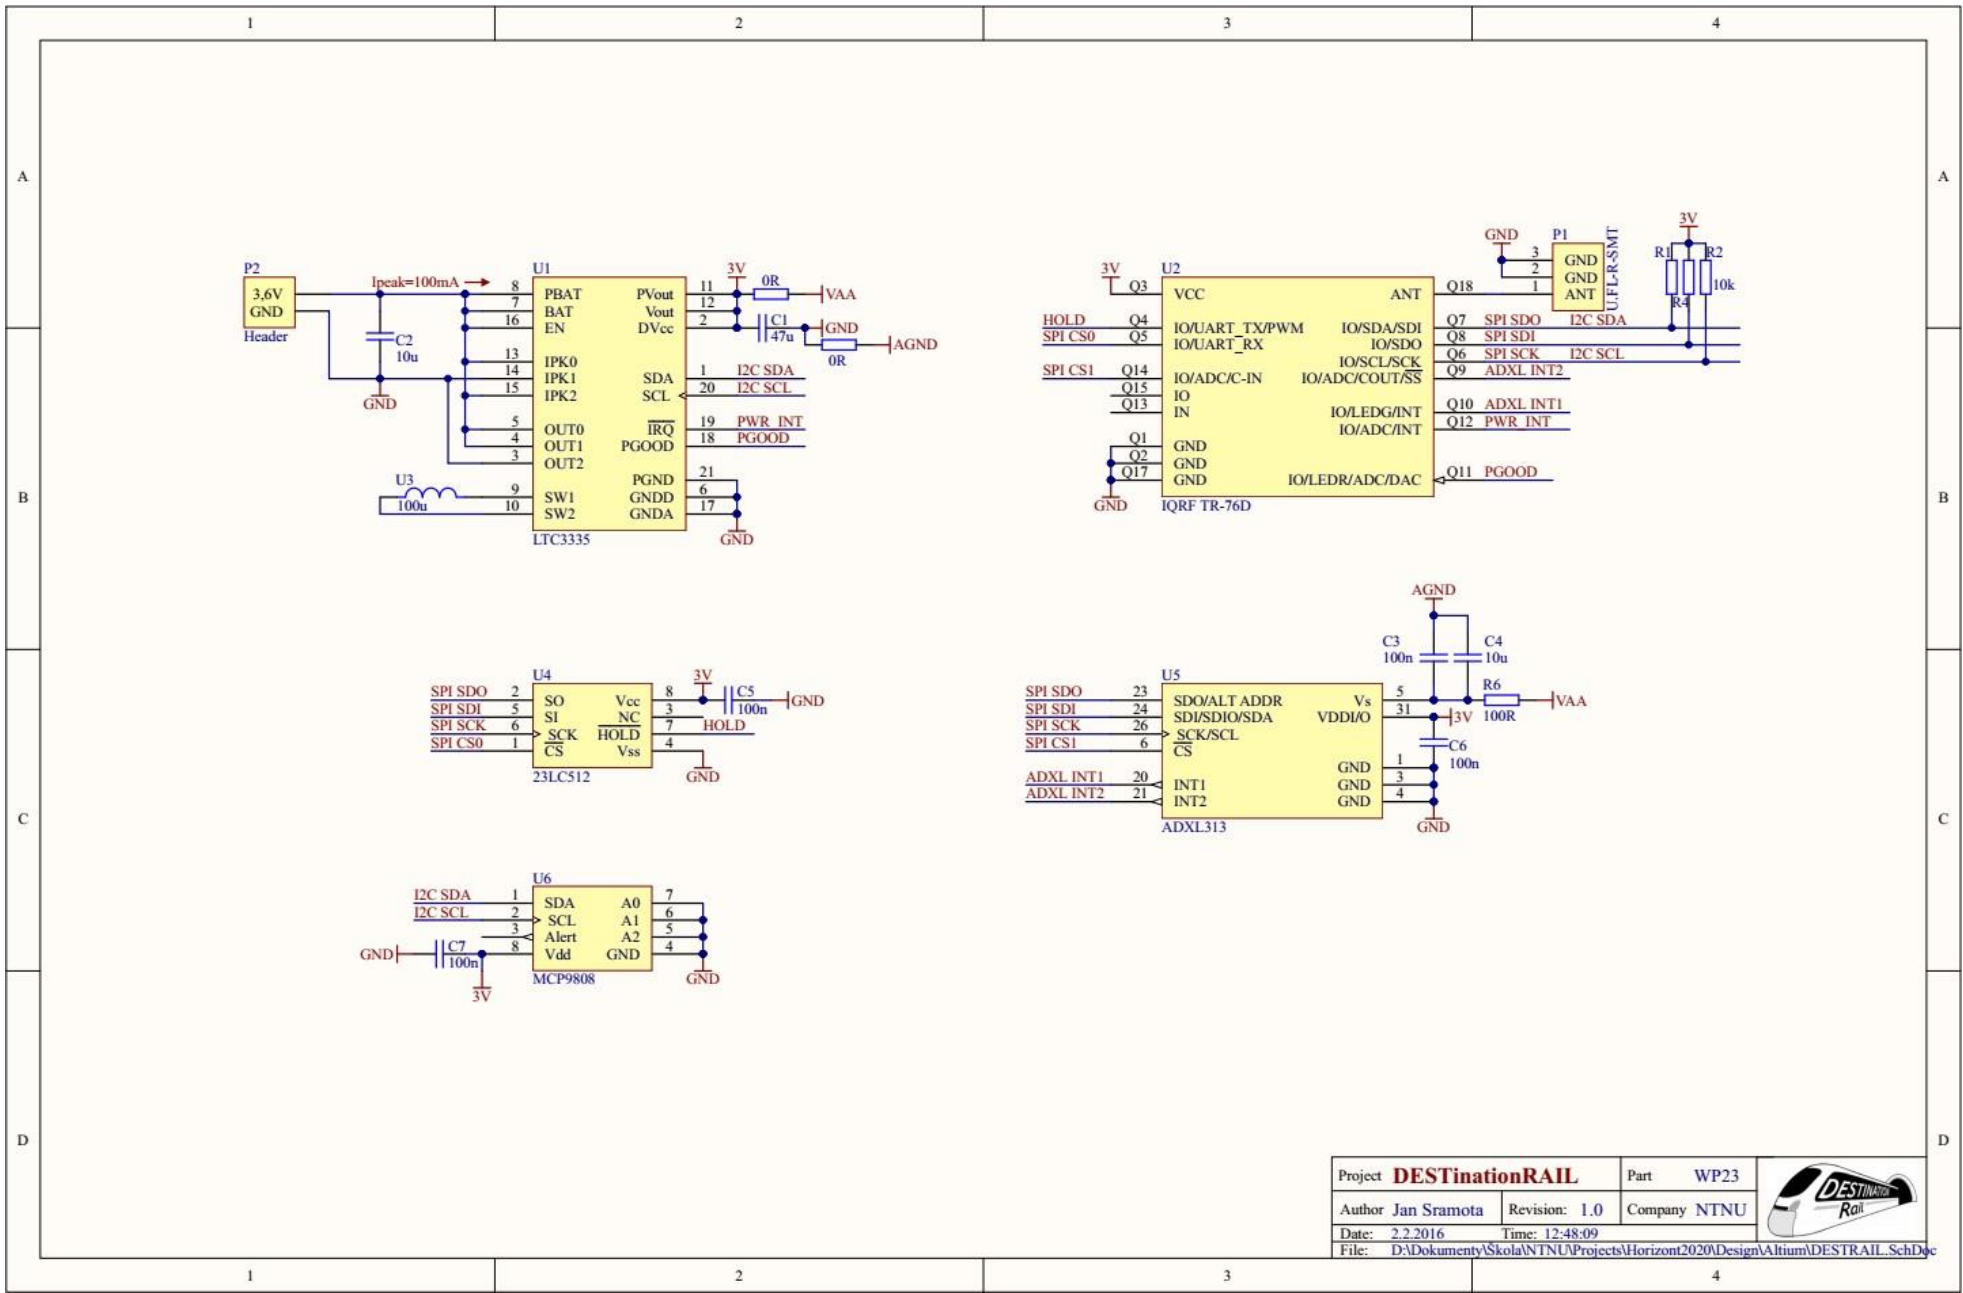 1 2 3 4
A A
B B
C C
D D
P2
3,6V
GND
Header
Ipeak=100mA
C2
10u
GND
U1
8 PBAT PVout 11
7 BAT Vout 12
16 EN DVcc 2
13 IPK0
14 IPK1 SDA 1 I2C SDA
15 IPK2 SCL 20 I2C SCL
5 OUT0 IRQ 19 PWR_INT
4 OUT1 PGOOD 18 PGOOD
3 OUT2
PGND 21
9 SW1 GNDD 6
10 SW2 GNDA 17
LTC3335
GND
U3
100u
3V
0R
VAA
C1
47u
GND
0R
AGND
U2
3V Q3 VCC ANT Q18
HOLD Q4 IO/UART_TX/PWM IO/SDA/SDI Q7 SPI SDO I2C SDA
SPI CS0 Q5 IO/UART_RX IO/SDO Q8 SPI SDI
IO/SCL/SCK Q6 SPI SCK I2C SCL
SPI CS1 Q14 IO/ADC/C-IN IO/ADC/COUT/SS Q9 ADXL INT2
Q15 IO
Q13 IN IO/LEDG/INT Q10 ADXL INT1
IO/ADC/INT Q12 PWR_INT
Q1 GND
Q2 GND
Q17 GND IO/LEDR/ADC/DAC Q11 PGOOD
GND
IQRF TR-76D
GND
P1
3 GND
2 GND
1 ANT
U.FL-R-SMT
3V
R1 R2
10k
R4
U4
SPI SDO 2 SO Vcc 8
SPI SDI 5 SI NC 3
SPI SCK 6 SCK HOLD 7 HOLD
SPI CS0 1 CS Vss 4
23LC512
3V
C5
100n
GND
GND
AGND
C3
100n
C4
10u
U5
SPI SDO 23 SDO/ALT ADDR Vs 5
SPI SDI 24 SDI/SDIO/SDA VDDI/O 31
SPI SCK 26 SCK/SCL
SPI CS1 6 CS
GND 1
ADXL INT1 20 INT1 GND 3
ADXL INT2 21 INT2 GND 4
ADXL313
R6
100R
VAA
3V
C6
100n
GND
U6
I2C SDA 1 SDA A0 7
I2C SCL 2 SCL A1 6
3 Alert A2 5
8 Vdd GND 4
MCP9808
GND
C7
100n
3V
GND
Project DESTinationRAIL Part WP23
Author Jan Sramota Revision: 1.0 Company NTNU
Date: 2.2.2016 Time: 12:48:09
File: D:\Dokumenty\Škola\NTNU\Projects\Horizont2020\Design\Altium\DESTRAIL.SchDoc
DESTINATION
Rail
1 2 3 4